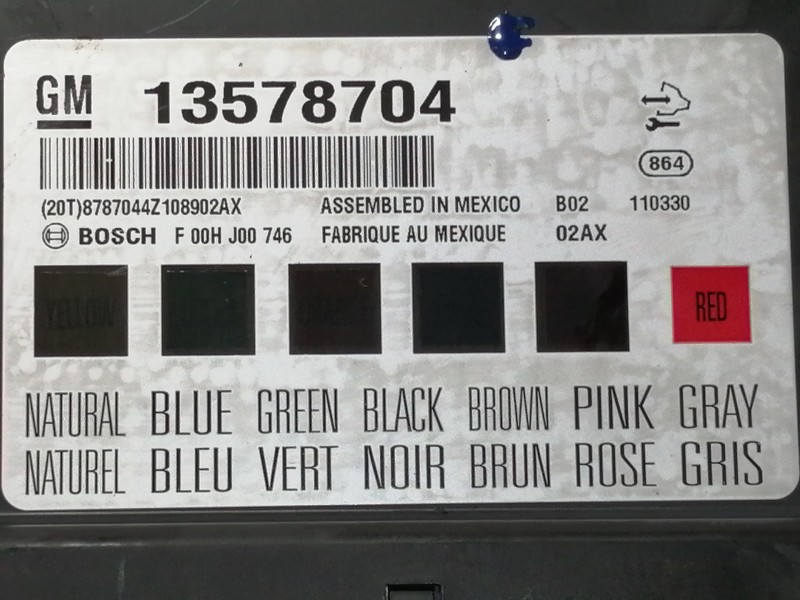 GM 13578704
864
(20T)8787044Z108902AX ASSEMBLED IN MEXICO B02 110330
BOSCH F 00H J00 746 FABRIQUE AU MEXIQUE 02AX
YELLOW RED
NATURAL BLUE GREEN BLACK BROWN PINK GRAY
NATUREL BLEU VERT NOIR BRUN ROSE GRIS